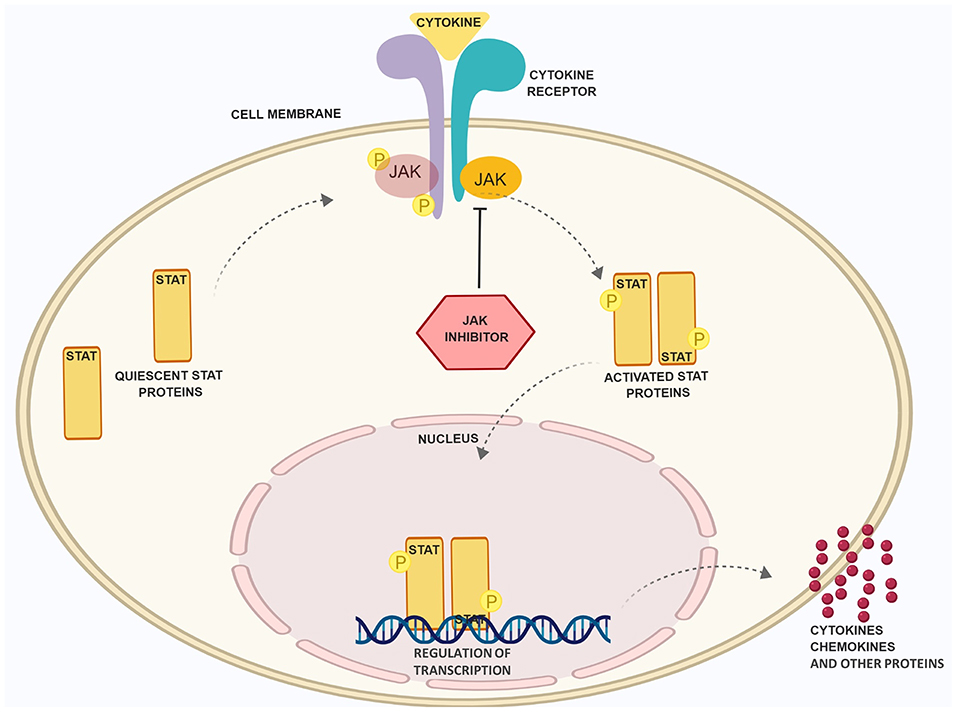 CYTOKINE
CYTOKINE
RECEPTOR
CELL MEMBRANE
P
JAK
JAK
P
STAT
QUIESCENT STAT
PROTEINS
STAT
JAK
INHIBITOR
STAT
P
P
STAT
ACTIVATED STAT
PROTEINS
NUCLEUS
STAT
P
P
STAT
REGULATION OF
TRANSCRIPTION
CYTOKINES
CHEMOKINES
AND OTHER PROTEINS